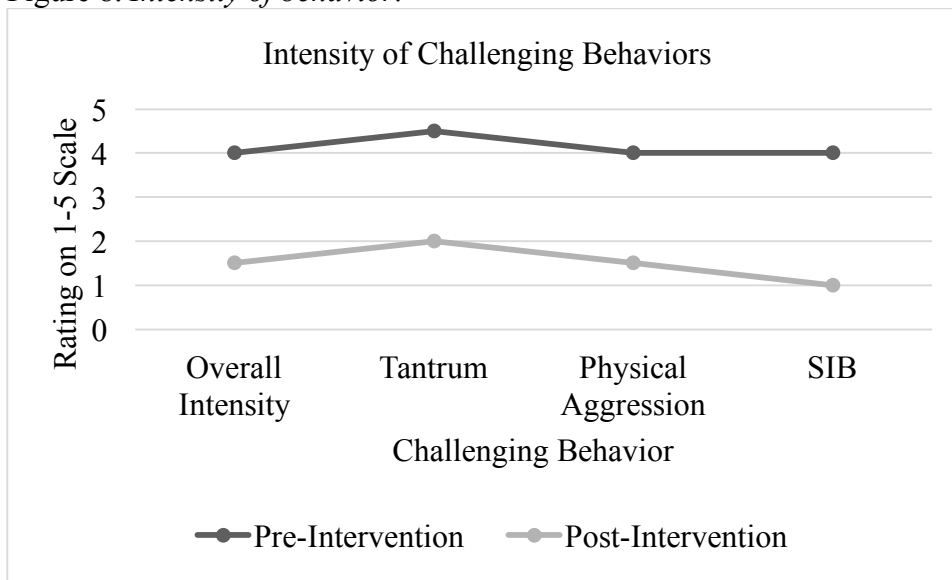 Figure 8. Intensity of behavior.
Intensity of Challenging Behaviors
Rating on 1-5 Scale
5
4
3
2
1
0
Overall
Intensity
Tantrum
Physical
Aggression
SIB
Challenging Behavior
Pre-Intervention
Post-Intervention